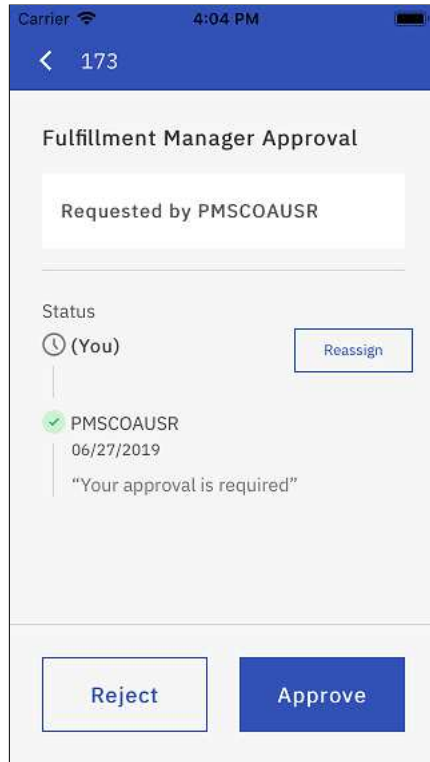 Carrier 4:04 PM
173
Fulfillment Manager Approval
Requested by PMSCOAUSR
Status
(You)
Reassign
PMSCOAUSR
06/27/2019
“Your approval is required”
Reject Approve